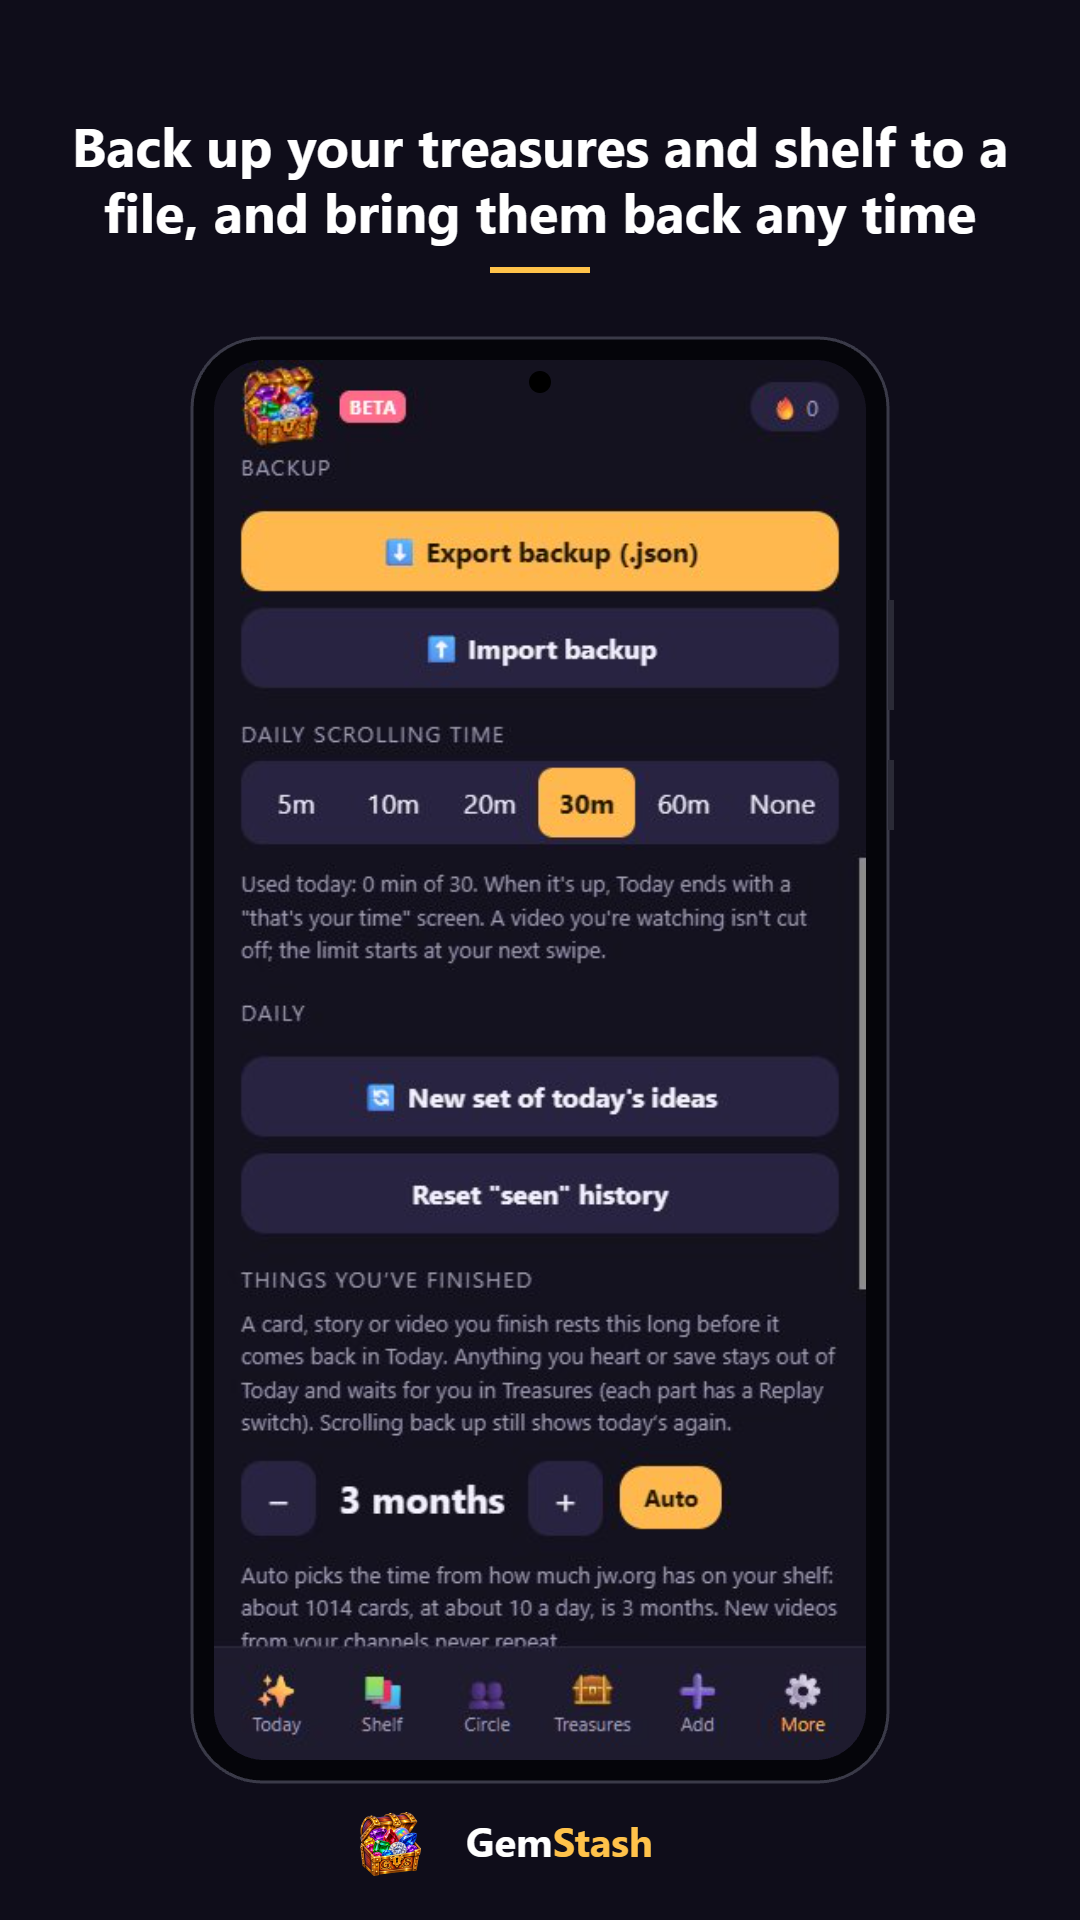 Back up your treasures and shelf to a
file, and bring them back any time
BETA
0
BACKUP
Export backup (.json)
Import backup
DAILY SCROLLING TIME
5m 10m 20m 30m 60m None
Used today: 0 min of 30. When it's up, Today ends with a
"that's your time" screen. A video you're watching isn't cut
off; the limit starts at your next swipe.
DAILY
New set of today's ideas
Reset "seen" history
THINGS YOU'VE FINISHED
A card, story or video you finish rests this long before it
comes back in Today. Anything you heart or save stays out of
Today and waits for you in Treasures (each part has a Replay
switch). Scrolling back up still shows today's again.
– 3 months + Auto
Auto picks the time from how much jw.org has on your shelf:
about 1014 cards, at about 10 a day, is 3 months. New videos
from your channels never repeat
Today Shelf Circle Treasures Add More
GemStash